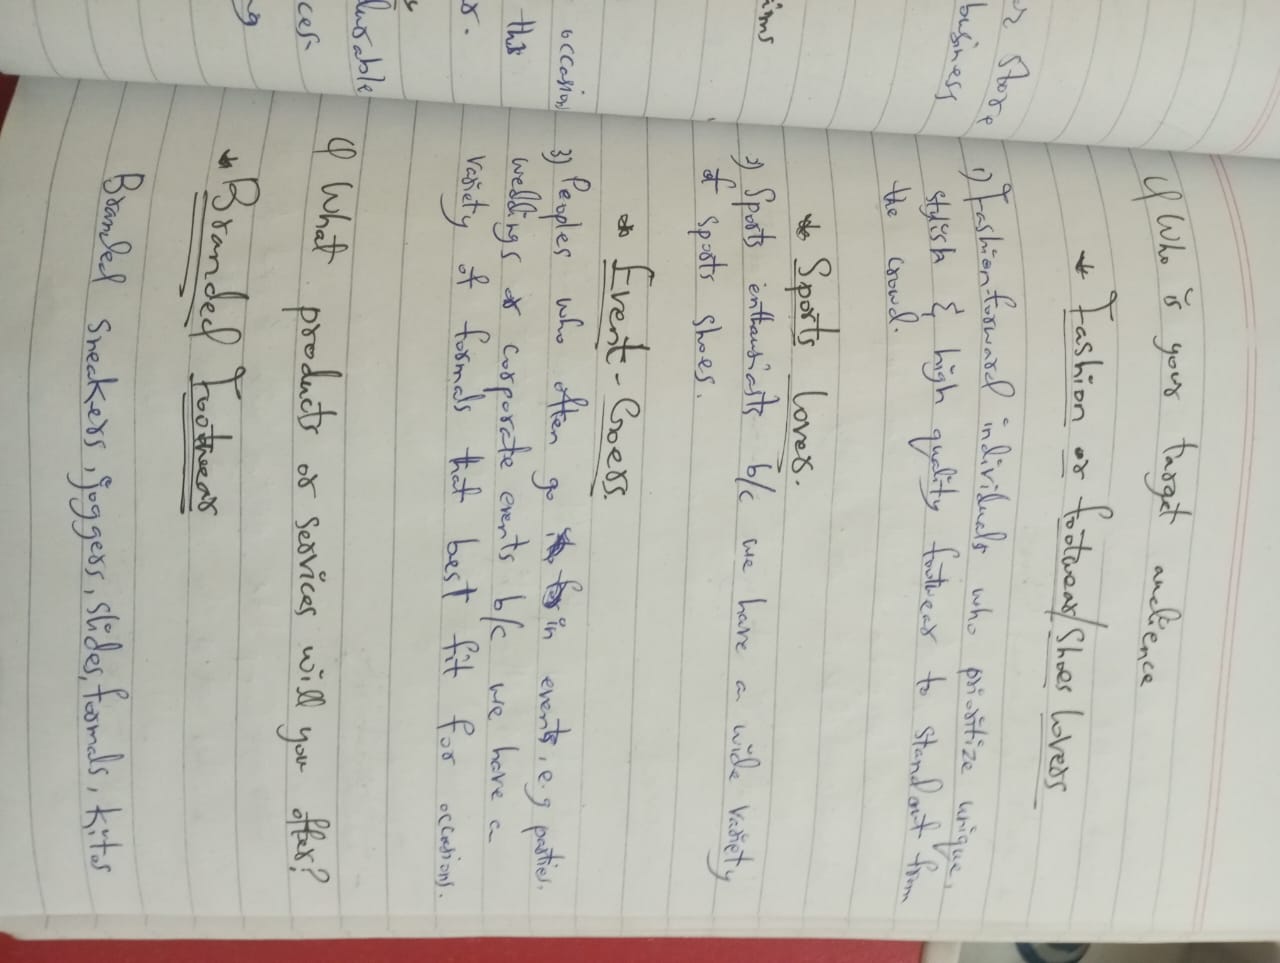 Q) Who is your target audience
* Fashion or footwear/Shoes Lovers
1) Fashion-forward individuals who prioritize unique,
stylish & high quality footwear to standout from
the crowd.
* Sports Lovers.
2) Sports enthusiasts b/c we have a wide variety
of sports shoes.
* Event-Goers.
3) Peoples who often go in events, e.g parties,
weddings or corporate events b/c we have a
variety of formals that best fit for occasions.
Q) What products or services will you offer?
* Branded Footwear
Branded Sneakers, joggers, slides, formals, kitos
store
business
occasion
this
durable